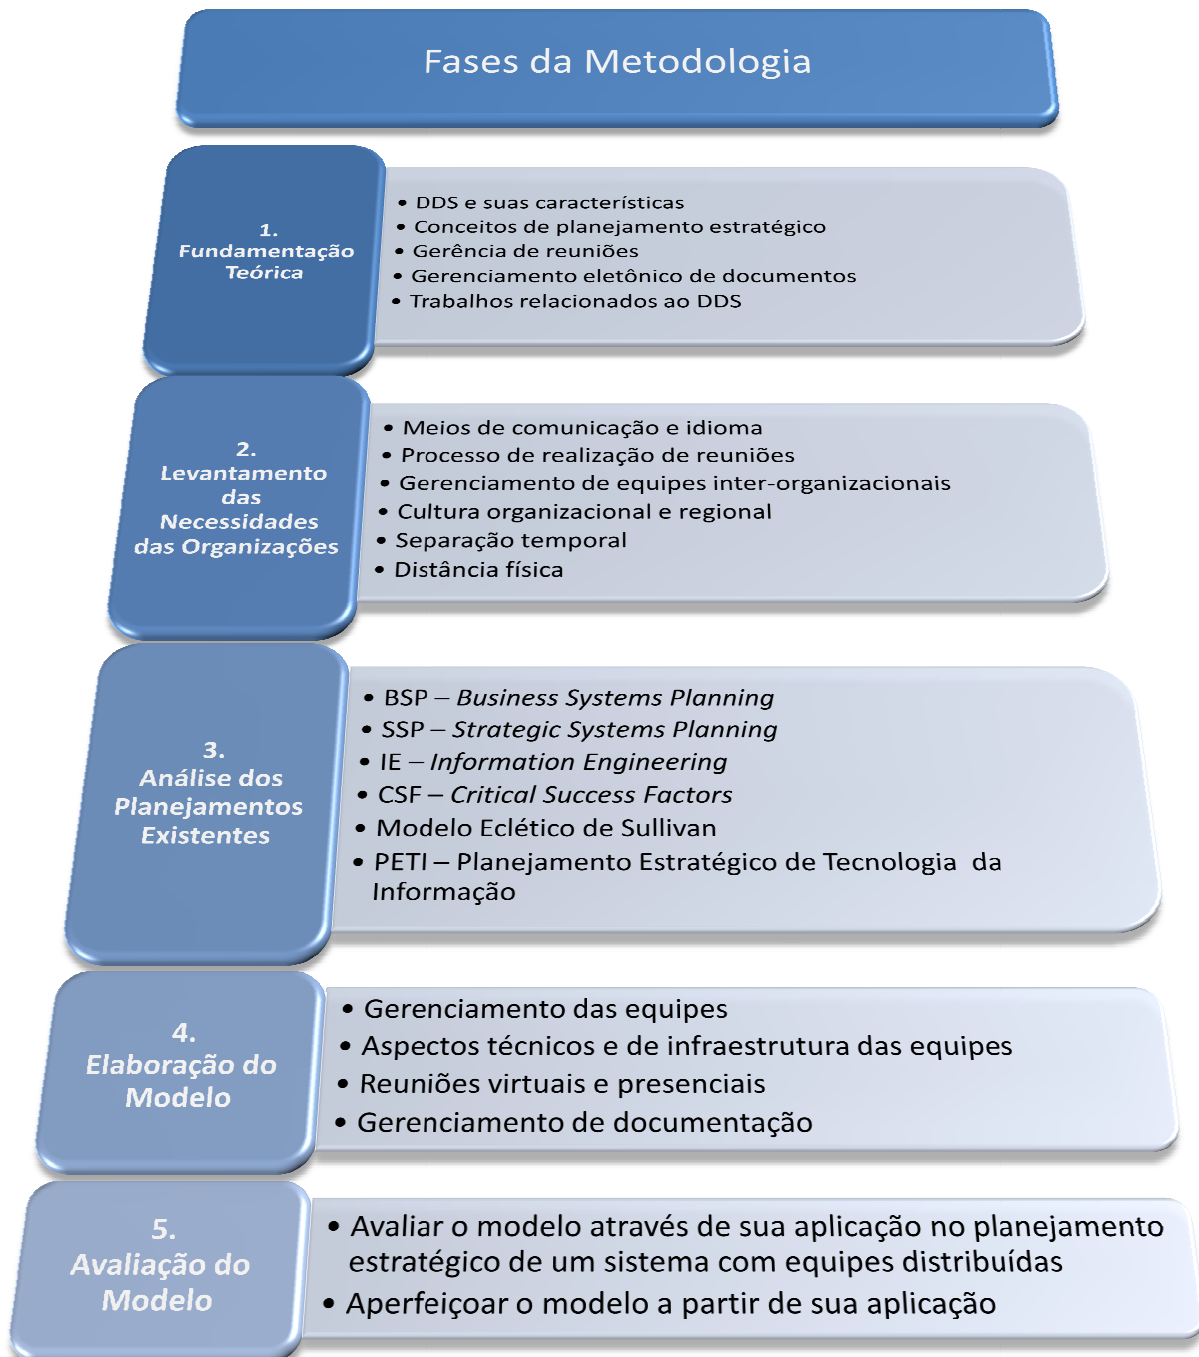 Fases da Metodologia
1.
Fundamentação
Teórica
• DDS e suas características
• Conceitos de planejamento estratégico
• Gerência de reuniões
• Gerenciamento eletônico de documentos
• Trabalhos relacionados ao DDS
2.
Levantamento
das
Necessidades
das Organizações
• Meios de comunicação e idioma
• Processo de realização de reuniões
• Gerenciamento de equipes inter-organizacionais
• Cultura organizacional e regional
• Separação temporal
• Distância física
3.
Análise dos
Planejamentos
Existentes
• BSP – Business Systems Planning
• SSP – Strategic Systems Planning
• IE – Information Engineering
• CSF – Critical Success Factors
• Modelo Eclético de Sullivan
• PETI – Planejamento Estratégico de Tecnologia da
Informação
4.
Elaboração do
Modelo
• Gerenciamento das equipes
• Aspectos técnicos e de infraestrutura das equipes
• Reuniões virtuais e presenciais
• Gerenciamento de documentação
5.
Avaliação do
Modelo
• Avaliar o modelo através de sua aplicação no planejamento
estratégico de um sistema com equipes distribuídas
• Aperfeiçoar o modelo a partir de sua aplicação